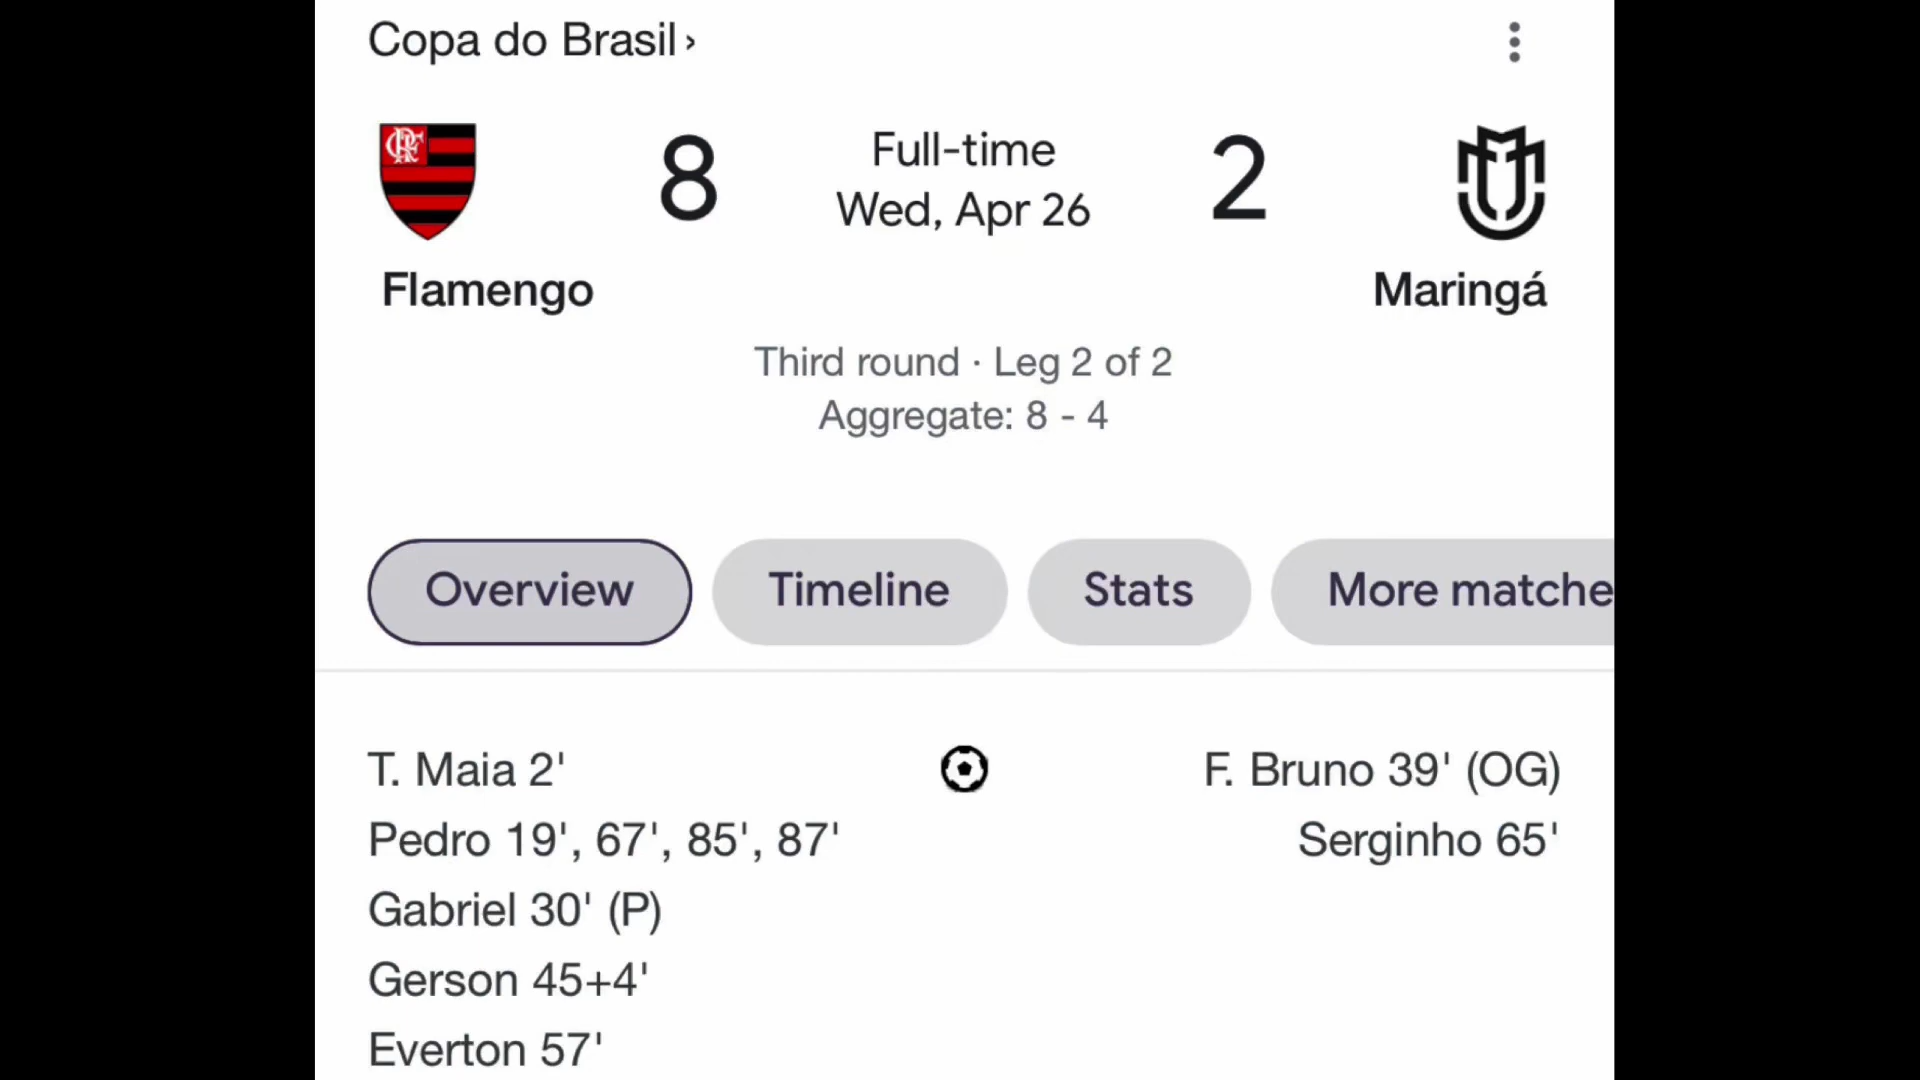 Copa do Brasil ›
8 Full-time 2
Wed, Apr 26
Flamengo Maringá
Third round · Leg 2 of 2
Aggregate: 8 - 4
Overview Timeline Stats More matche
T. Maia 2' F. Bruno 39' (OG)
Pedro 19', 67', 85', 87' Serginho 65'
Gabriel 30' (P)
Gerson 45+4'
Everton 57'